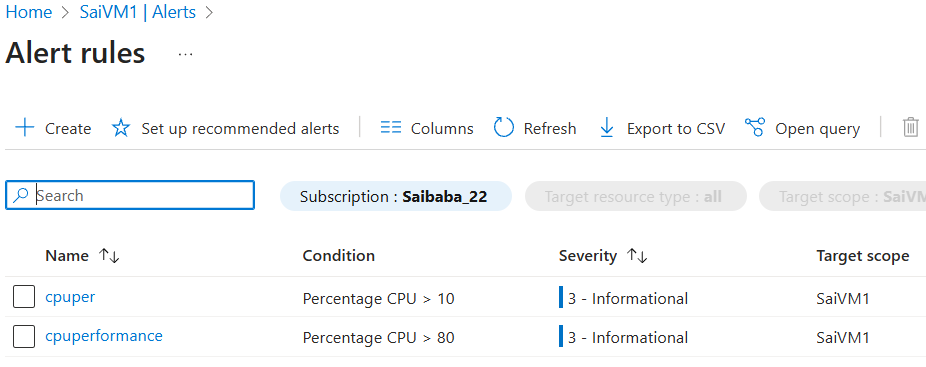 Home > SaiVM1 | Alerts >
Alert rules ...
Create Set up recommended alerts Columns Refresh Export to CSV Open query
Search Subscription : Saibaba_22 Target resource type : all Target scope : SaiVM
Name Condition Severity Target scope
cpuper Percentage CPU > 10 3 - Informational SaiVM1
cpuperformance Percentage CPU > 80 3 - Informational SaiVM1